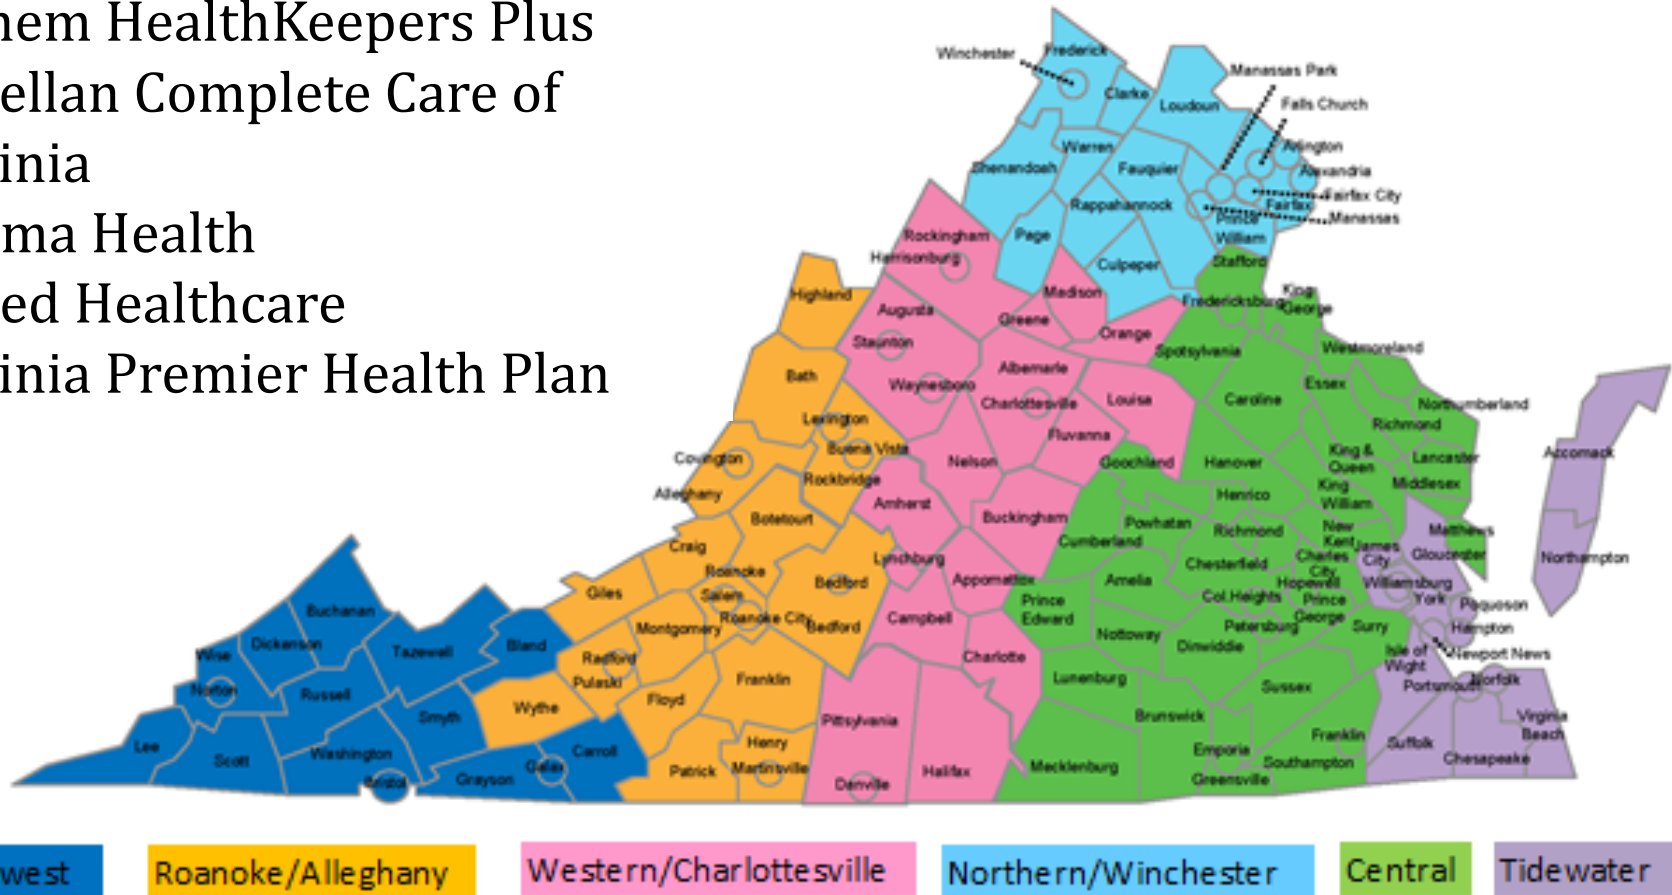 nem HealthKeepers Plus
ellan Complete Care of
inia
ma Health
ed Healthcare
inia Premier Health Plan
Winchester
Frederick
Clarke
Loudoun
Manassas Park
Falls Church
Arlington
Alexandria
Fairfax City
Fairfax
Manassas
Prince
William
Warren
Shenandoah
Fauquier
Rappahannock
Page
Culpeper
Rockingham
Harrisonburg
Madison
Greene
Orange
Augusta
Staunton
Waynesboro
Albemarle
Charlottesville
Louisa
Fluvanna
Nelson
Amherst
Buckingham
Lynchburg
Appomattox
Campbell
Charlotte
Pittsylvania
Halifax
Danville
Highland
Bath
Lexington
Buena Vista
Covington
Rockbridge
Alleghany
Botetourt
Craig
Roanoke
Bedford
Giles
Salem
Roanoke City
Bedford
Montgomery
Radford
Pulaski
Franklin
Floyd
Wythe
Henry
Patrick
Martinsville
Buchanan
Dickenson
Wise
Tazewell
Bland
Norton
Russell
Smyth
Lee
Scott
Washington
Bristol
Grayson
Galax
Carroll
Stafford
Fredericksburg
King
George
Spotsylvania
Westmoreland
Caroline
Essex
Northumberland
Richmond
Goochland
Hanover
King &
Queen
Lancaster
Henrico
King
William
Middlesex
Powhatan
Richmond
New
Kent
Matthews
Cumberland
Chesterfield
Charles
City
James
City
Gloucester
Amelia
Hopewell
Williamsburg
Prince
Edward
Col.Heights
Prince
George
York
Poquoson
Nottoway
Petersburg
Surry
Hampton
Dinwiddie
Isle of
Wight
Newport News
Lunenburg
Sussex
Portsmouth
Norfolk
Brunswick
Franklin
Virginia
Beach
Emporia
Suffolk
Mecklenburg
Southampton
Chesapeake
Greensville
Accomack
Northampton
west
Roanoke/Alleghany
Western/Charlottesville
Northern/Winchester
Central
Tidewater